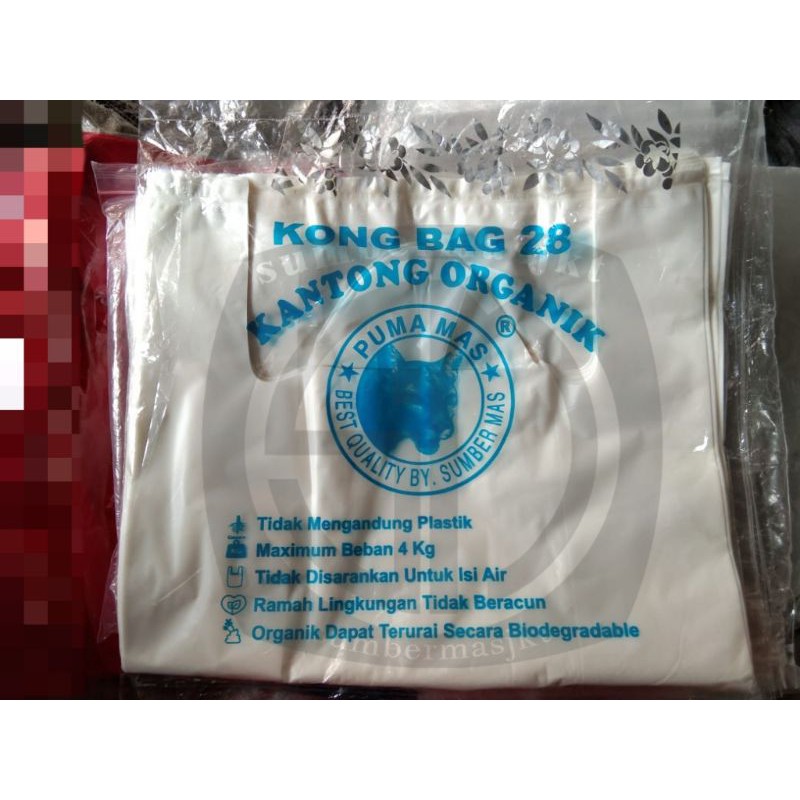 KONG BAG 28
KANTONG ORGANIK
PUMA MAS
®
BEST QUALITY BY. SUMBER MAS
Tidak Mengandung Plastik
Maximum Beban 4 Kg
Tidak Disarankan Untuk Isi Air
Ramah Lingkungan Tidak Beracun
Organik Dapat Terurai Secara Biodegradable